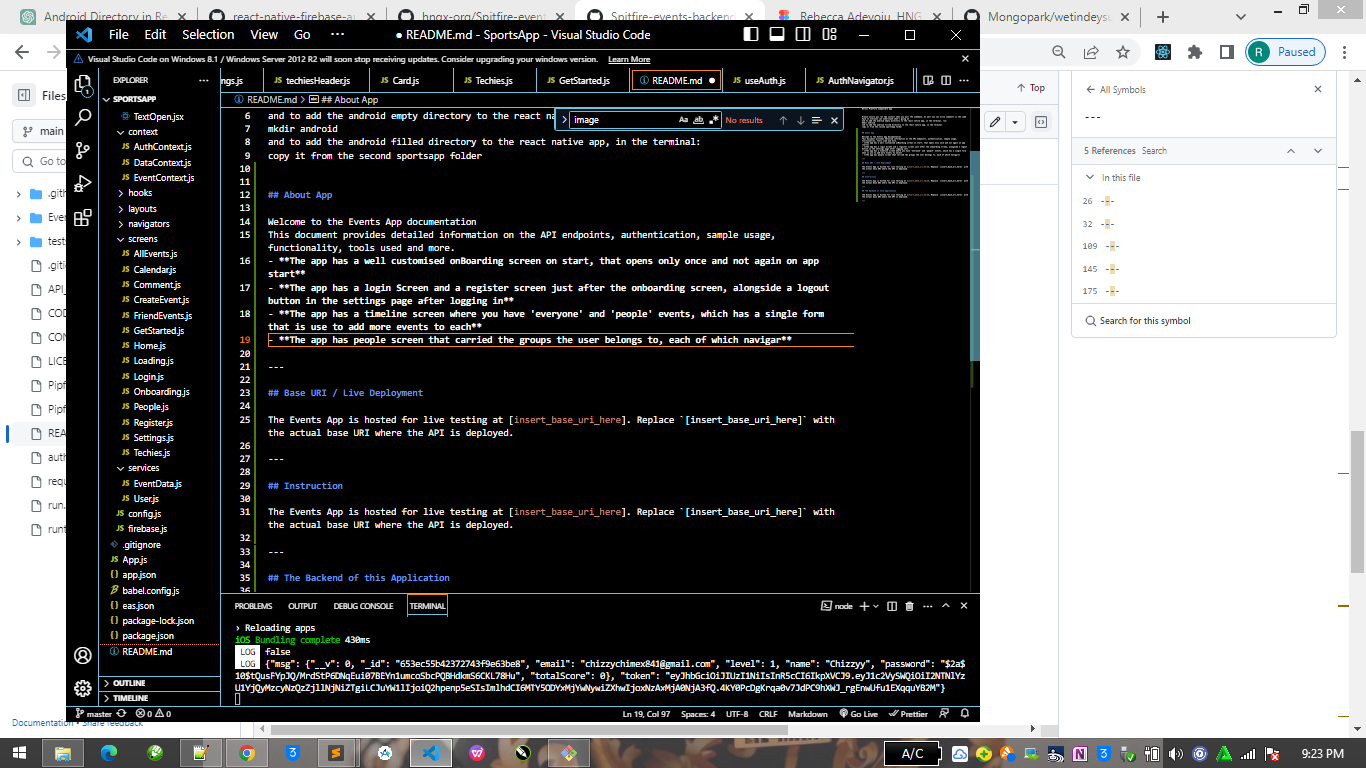 Android Directory in Re
react-native-firebase-au
hngx-org/Spitfire-event
Spitfire-events-backend
Rebecca Adevoju_HNG
Mongopark/wetindeysu
Paused
Files
main
Go to
.gith
Ever
tests
.gitig
API_
COD
CON
LICE
Pipfi
Pipfi
REA
auth
requ
run.
runt
Documentation • Share feedback
File Edit Selection View Go ···
● README.md - SportsApp - Visual Studio Code
Visual Studio Code on Windows 8.1 / Windows Server 2012 R2 will soon stop receiving updates. Consider upgrading your windows version. Learn More
EXPLORER
SPORTSAPP
TextOpen.jsx
context
AuthContext.js
DataContext.js
EventContext.js
hooks
layouts
navigators
screens
AllEvents.js
Calendar.js
Comment.js
CreateEvent.js
FriendEvents.js
GetStarted.js
Home.js
Loading.js
Login.js
Onboarding.js
People.js
Register.js
Settings.js
Techies.js
services
EventData.js
User.js
config.js
firebase.js
.gitignore
App.js
app.json
babel.config.js
eas.json
package-lock.json
package.json
README.md
OUTLINE
TIMELINE
ngs.js
techiesHeader.js
Card.js
Techies.js
GetStarted.js
README.md
useAuth.js
AuthNavigator.js
README.md > ## About App
image
Aa ab .*
No results
6 and to add the android empty directory to the react na
7 mkdir android
8 and to add the android filled directory to the react native app, in the terminal:
9 copy it from the second sportsapp folder
10
11
12 ## About App
13
14 Welcome to the Events App documentation
15 This document provides detailed information on the API endpoints, authentication, sample usage,
functionality, tools used and more.
16 - **The app has a well customised onBoarding screen on start, that opens only once and not again on app
start**
17 - **The app has a login Screen and a register screen just after the onboarding screen, alongside a logout
button in the settings page after logging in**
18 - **The app has a timeline screen where you have 'everyone' and 'people' events, which has a single form
that is use to add more events to each**
19 - **The app has people screen that carried the groups the user belongs to, each of which navigar**
20
21 ---
22
23 ## Base URI / Live Deployment
24
25 The Events App is hosted for live testing at [insert_base_uri_here]. Replace `[insert_base_uri_here]` with
the actual base URI where the API is deployed.
26
27 ---
28
29 ## Instruction
30
31 The Events App is hosted for live testing at [insert_base_uri_here]. Replace `[insert_base_uri_here]` with
the actual base URI where the API is deployed.
32
33 ---
34
35 ## The Backend of this Application
36
PROBLEMS OUTPUT DEBUG CONSOLE TERMINAL
node
› Reloading apps
iOS Bundling complete 430ms
LOG false
LOG {"msg": {"__v": 0, "_id": "653ec55b42372743f9e63be8", "email": "chizzychimex841@gmail.com", "level": 1, "name": "Chizzyy", "password": "$2a$
master
0 0
Ln 19, Col 97 Spaces: 4 UTF-8 CRLF Markdown Go Live Prettier
Top
All Symbols
---
5 References Search
In this file
26 ---
32 ---
109 ---
145 ---
175 ---
Search for this symbol
A/C
9:23 PM